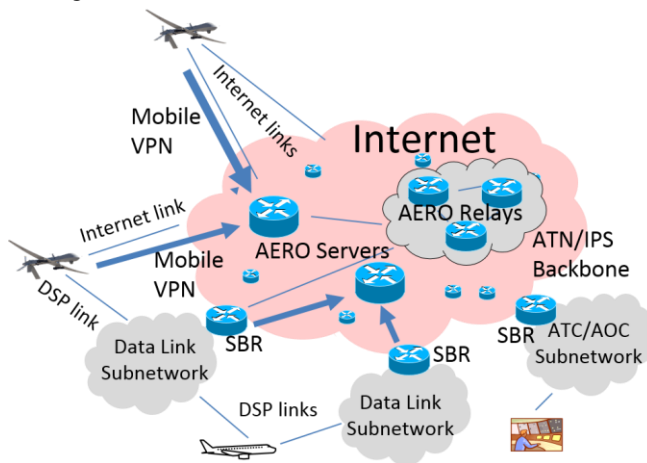 Internet links
Mobile
VPN
Internet
AERO Relays
Internet link
AERO Servers
ATN/IPS
Backbone
Mobile
VPN
DSP link
SBR
SBR
SBR
ATC/AOC
Subnetwork
Data Link
Subnetwork
DSP links
Data Link
Subnetwork